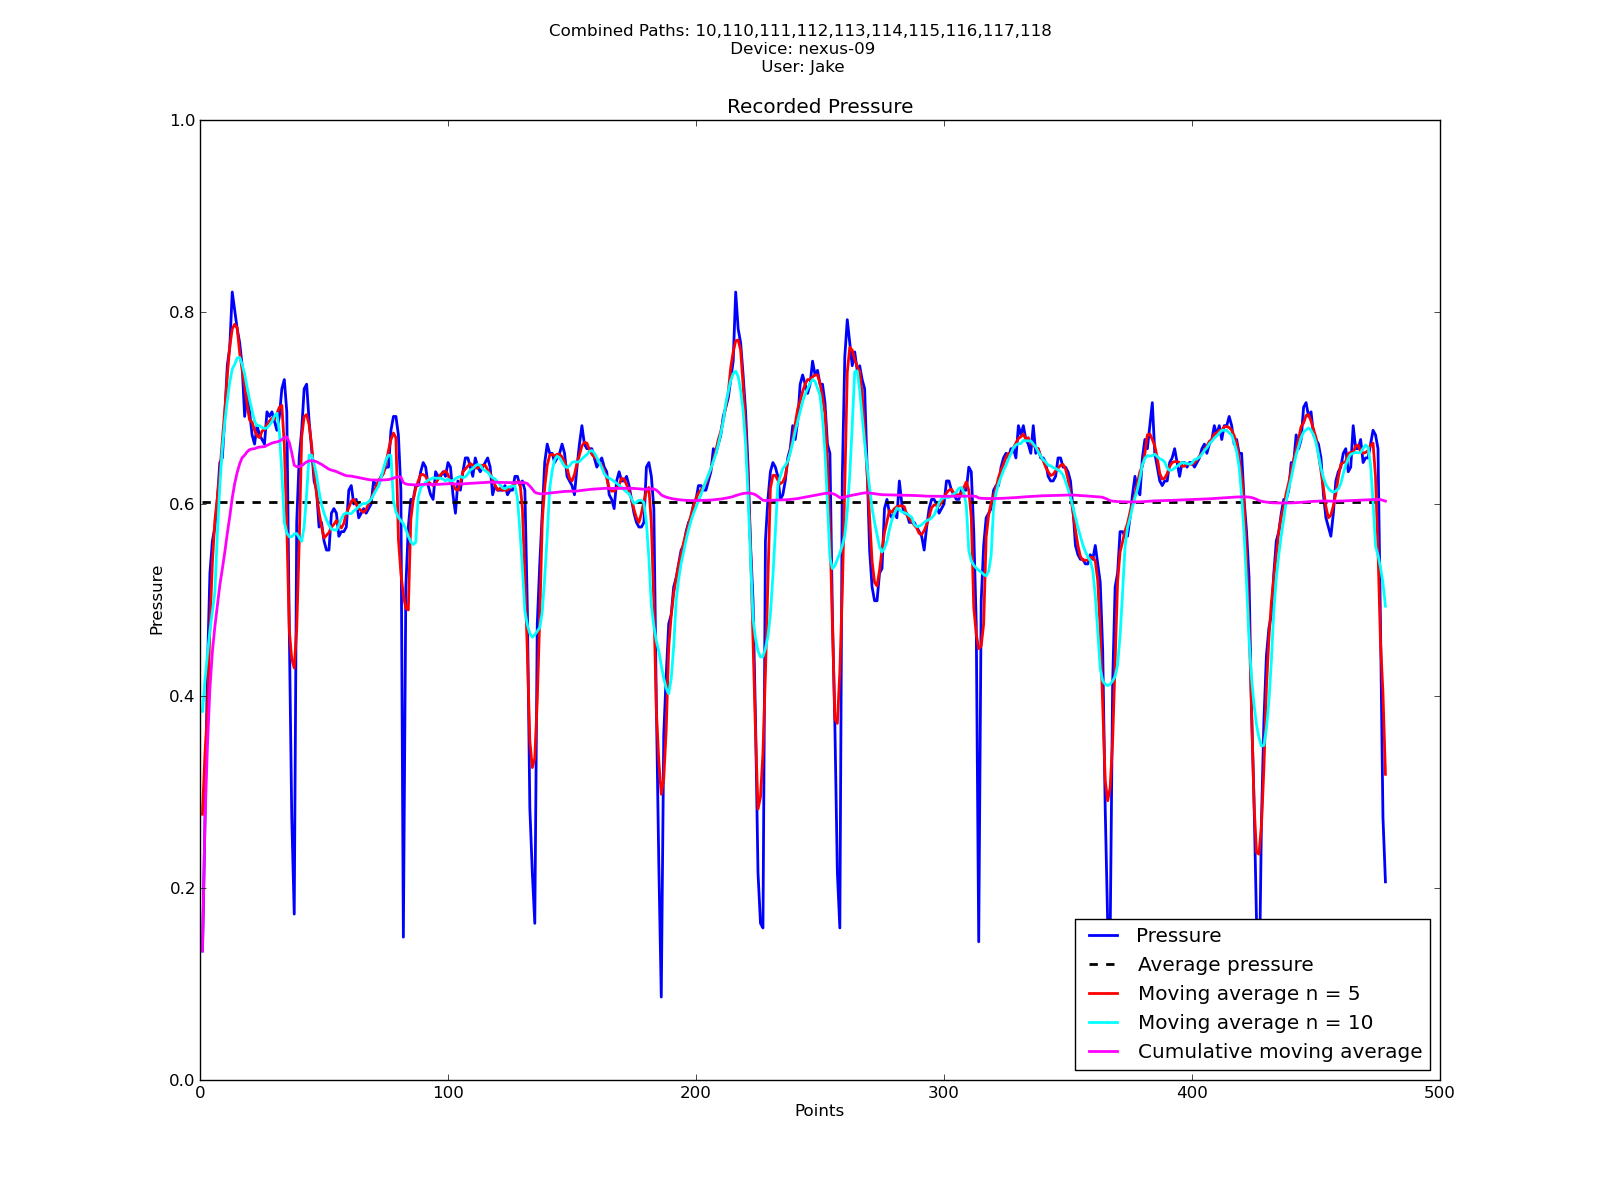 Combined Paths: 10,110,111,112,113,114,115,116,117,118
Device: nexus-09
User: Jake
Recorded Pressure
1.0
0.8
0.6
0.4
0.2
0.0
Pressure
0
100
200
300
400
500
Points
Pressure
Average pressure
Moving average n = 5
Moving average n = 10
Cumulative moving average